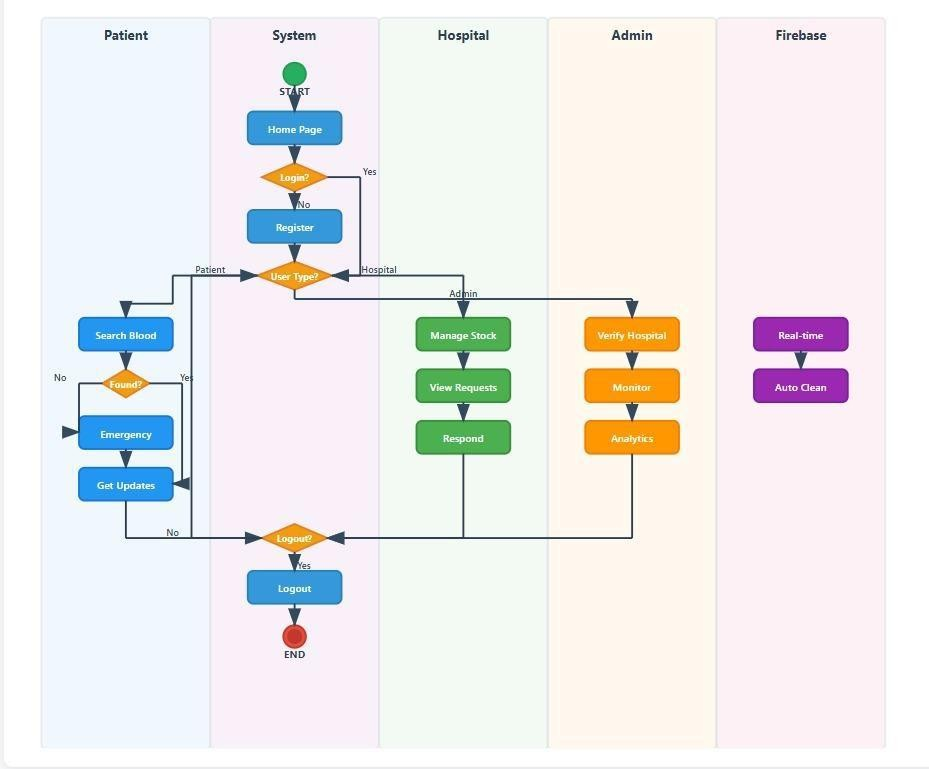 Patient
System
Hospital
Admin
Firebase
START
Home Page
Login?
Yes
No
Register
Patient
User Type?
Hospital
Admin
Search Blood
Manage Stock
Verify Hospital
Real-time
No
Found?
Yes
View Requests
Monitor
Auto Clean
Emergency
Respond
Analytics
Get Updates
No
Logout?
Yes
Logout
END